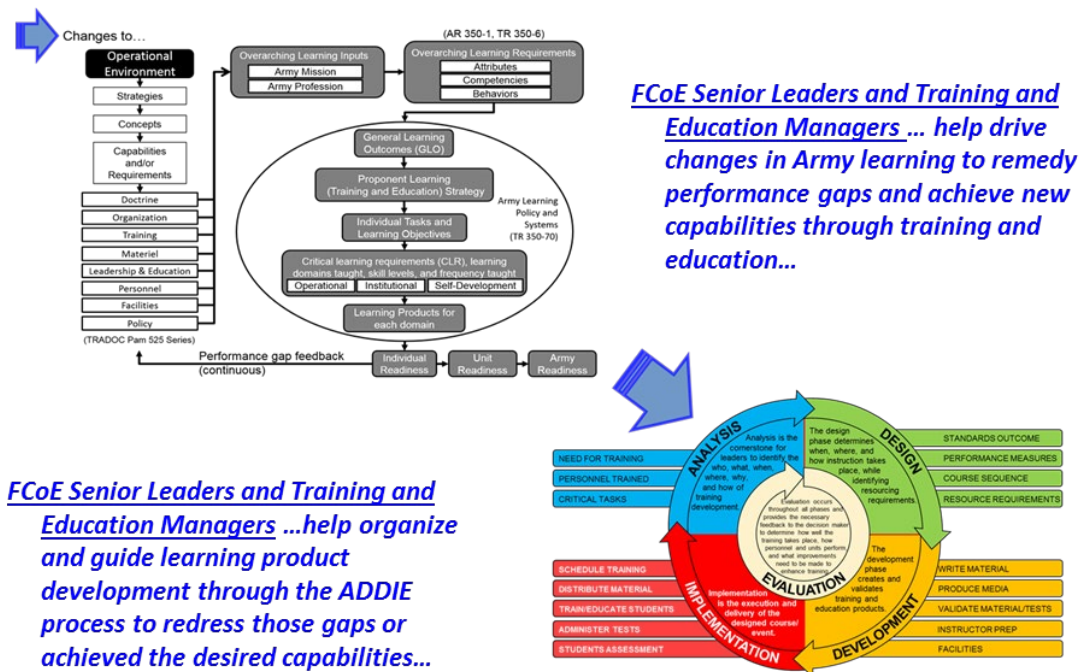 Changes to…
Operational
Environment
Strategies
Concepts
Capabilities
and/or
Requirements
Doctrine
Organization
Training
Materiel
Leadership & Education
Personnel
Facilities
Policy
(TRADOC Pam 525 Series)
Overarching Learning Inputs
Army Mission
Army Profession
(AR 350-1, TR 350-6)
Overarching Learning Requirements
Attributes
Competencies
Behaviors
General Learning
Outcomes (GLO)
Proponent Learning
(Training and Education) Strategy
Army Learning
Policy and
Systems
(TR 350-70)
Individual Tasks and
Learning Objectives
Critical learning requirements (CLR), learning
domains taught, skill levels, and frequency taught
Operational
Institutional
Self-Development
Learning Products for
each domain
Performance gap feedback
(continuous)
Individual
Readiness
Unit
Readiness
Army
Readiness
FCoE Senior Leaders and Training and
Education Managers … help drive
changes in Army learning to remedy
performance gaps and achieve new
capabilities through training and
education…
FCoE Senior Leaders and Training and
Education Managers …help organize
and guide learning product
development through the ADDIE
process to redress those gaps or
achieved the desired capabilities…
ANALYSIS
Analysis is the
cornerstone for
leaders to identify the
who, what, when,
where, why,
and how of
training
development.
NEED FOR TRAINING
PERSONNEL TRAINED
CRITICAL TASKS
DESIGN
The design
phase determines
when, where, and
how instruction takes
place, while
identifying
resourcing
requirements.
STANDARDS OUTCOME
PERFORMANCE MEASURES
COURSE SEQUENCE
RESOURCE REQUIREMENTS
Evaluation occurs
throughout all phases and
provides the necessary
feedback to the decision maker
to determine how well the
training takes place, how
personnel and units perform,
and what improvements
need to be made to
enhance training.
EVALUATION
SCHEDULE TRAINING
DISTRIBUTE MATERIAL
TRAIN/EDUCATE STUDENTS
ADMINISTER TESTS
STUDENTS ASSESSMENT
IMPLEMENTATION
Implementation
is the execution and
delivery of the
designed course/
event.
The
development
phase
creates and
validates
training and
education products.
DEVELOPMENT
WRITE MATERIAL
PRODUCE MEDIA
VALIDATE MATERIAL/TESTS
INSTRUCTOR PREP
FACILITIES